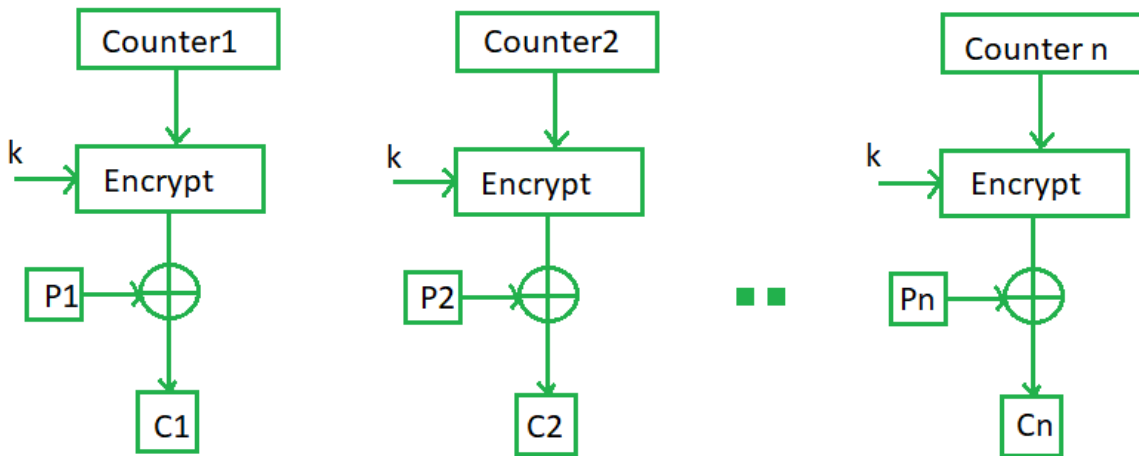 Counter1
Counter2
Counter n
k
Encrypt
k
Encrypt
k
Encrypt
P1
P2
Pn
C1
C2
Cn